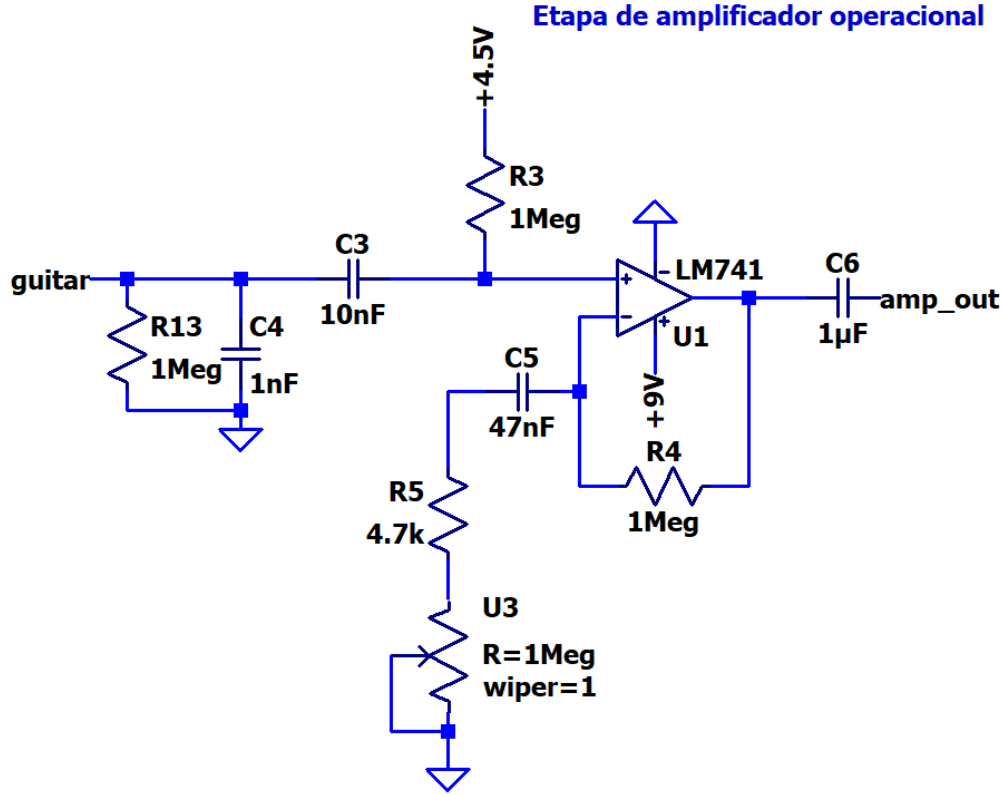 Etapa de amplificador operacional
+4.5V
R3
1Meg
guitar
R13
1Meg
C4
1nF
C3
10nF
+
-
-
+
LM741
U1
+9V
C6
1µF
amp_out
C5
47nF
R4
1Meg
R5
4.7k
U3
R=1Meg
wiper=1